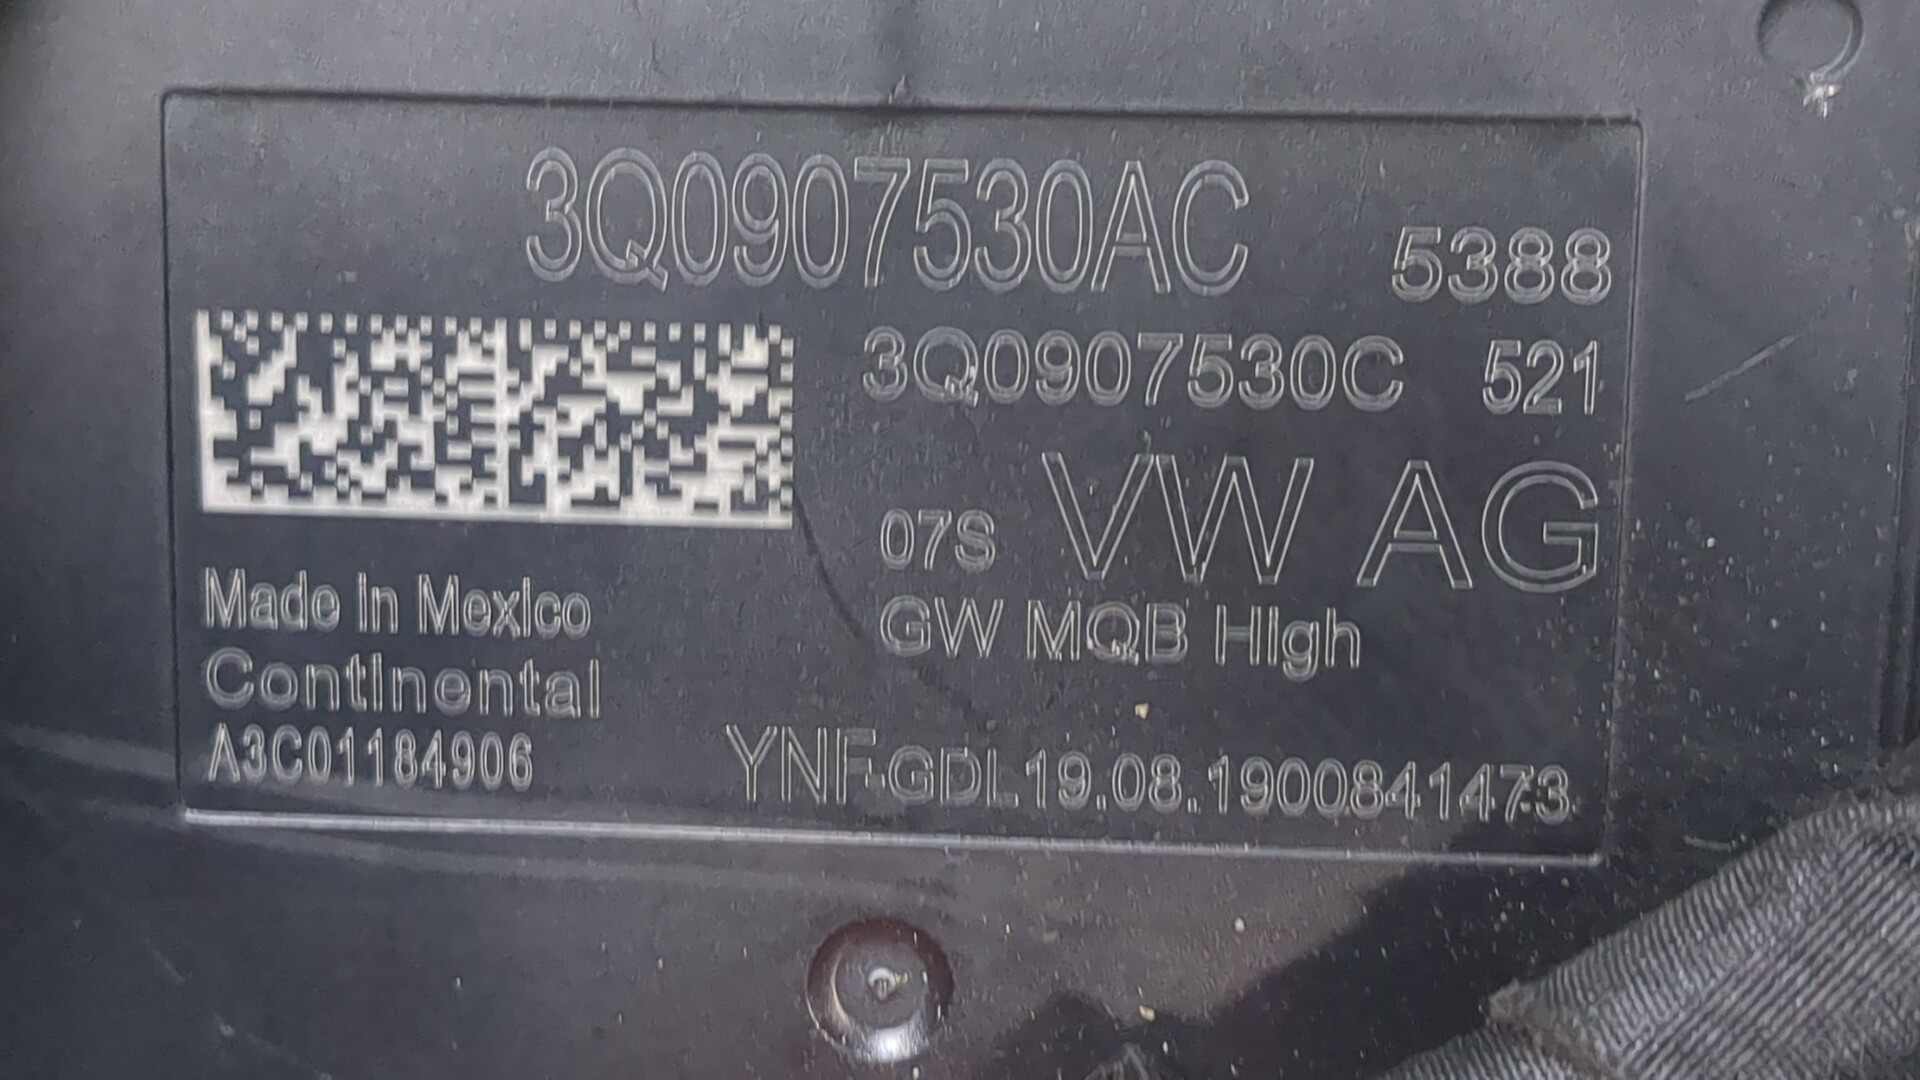 3Q0907530AC 5388
3Q0907530C 521
07S VW AG
GW MQB High
Made in Mexico
Continental
A3C01184906
YNF-GDL19.08.1900841473